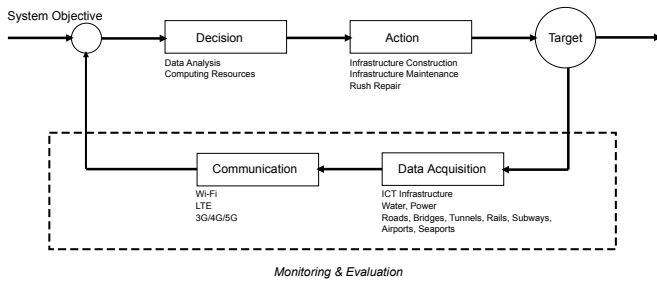 System Objective
Decision
Action
Target
Data Analysis
Computing Resources
Infrastructure Construction
Infrastructure Maintenance
Rush Repair
Communication
Data Acquisition
Wi-Fi
LTE
3G/4G/5G
ICT Infrastructure
Water, Power
Roads, Bridges, Tunnels, Rails, Subways,
Airports, Seaports
Monitoring & Evaluation